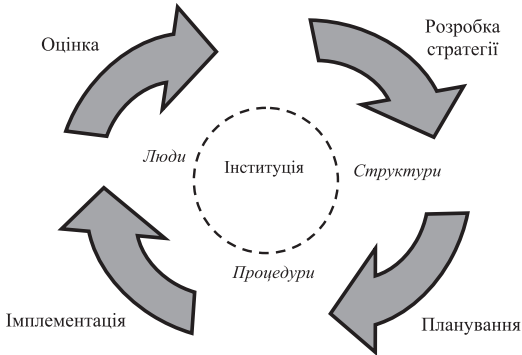 Оцінка
Розробка
стратегії
Люди
Інституція
Структури
Процедури
Імплементація
Планування